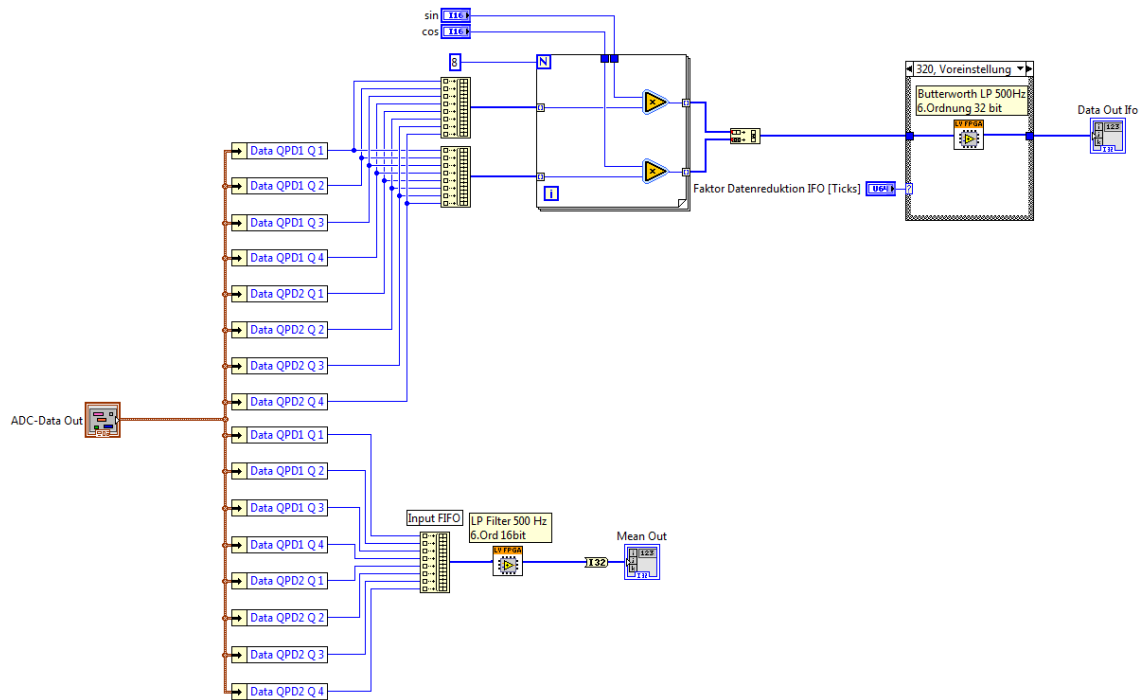 sin
I16
cos
I16
8
N
i
320, Voreinstellung
Butterworth LP 500Hz
6.Ordnung 32 bit
LV FPGA
Data Out Ifo
123
Faktor Datenreduktion IFO [Ticks]
U64
?
Data QPD1 Q 1
Data QPD1 Q 2
Data QPD1 Q 3
Data QPD1 Q 4
Data QPD2 Q 1
Data QPD2 Q 2
Data QPD2 Q 3
Data QPD2 Q 4
ADC-Data Out
Data QPD1 Q 1
Data QPD1 Q 2
Data QPD1 Q 3
Data QPD1 Q 4
Data QPD2 Q 1
Data QPD2 Q 2
Data QPD2 Q 3
Data QPD2 Q 4
Input FIFO
LP Filter 500 Hz
6.Ord 16bit
LV FPGA
I32
Mean Out
123
I32